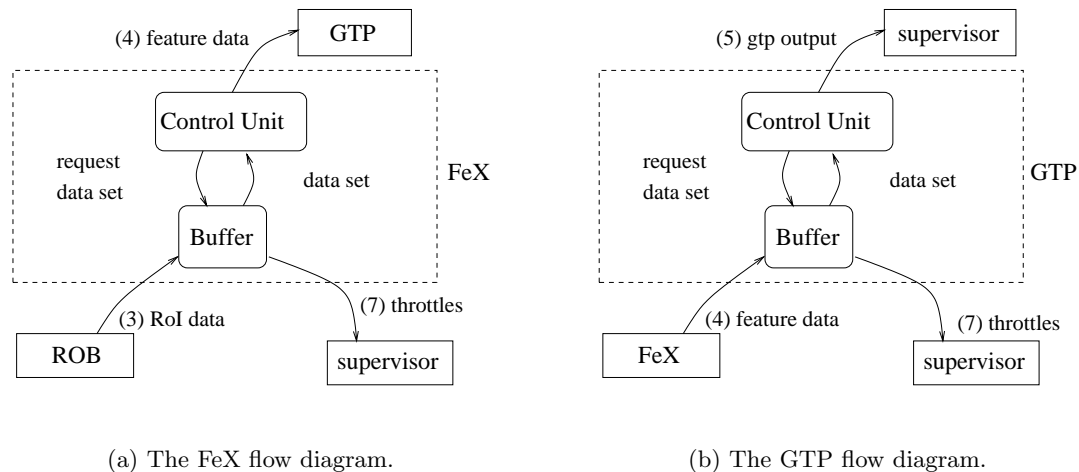 (4) feature data
GTP
Control Unit
request
data set
data set
FeX
Buffer
(3) RoI data
(7) throttles
ROB
supervisor
(a) The FeX flow diagram.
(5) gtp output
supervisor
Control Unit
request
data set
data set
GTP
Buffer
(4) feature data
(7) throttles
FeX
supervisor
(b) The GTP flow diagram.